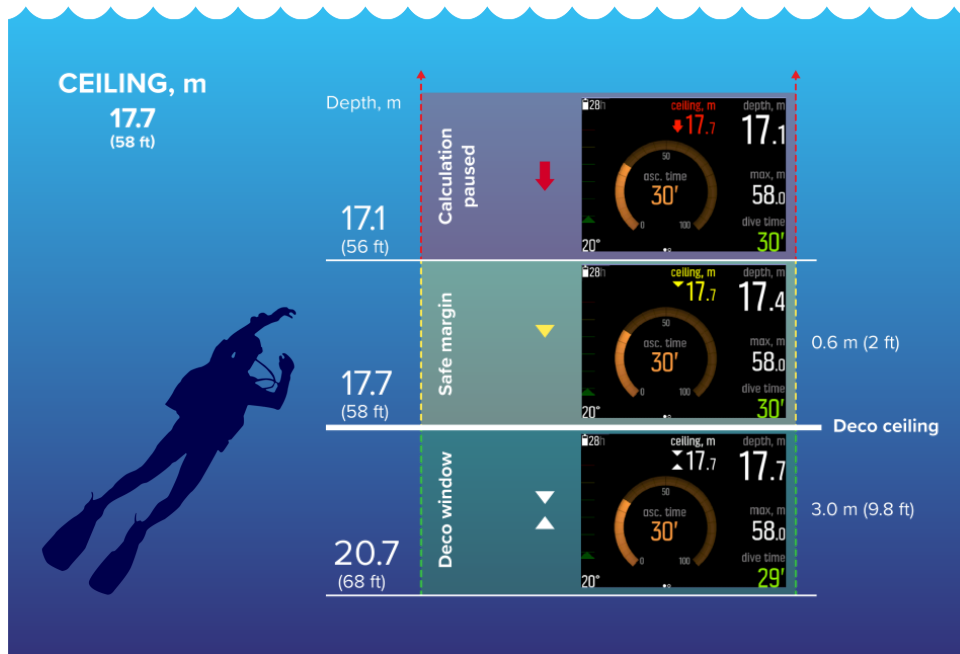 CEILING, m
17.7
(58 ft)
Depth, m
Calculation
paused
28h
ceiling, m
17.7
depth, m
17.1
50
asc. time
30'
0
100
max, m
58.0
dive time
30'
20°
17.1
(56 ft)
Safe margin
28h
ceiling, m
17.7
depth, m
17.4
50
asc. time
30'
0
100
max, m
58.0
dive time
30'
20°
0.6 m (2 ft)
17.7
(58 ft)
Deco ceiling
Deco window
28h
ceiling, m
17.7
depth, m
17.7
50
asc. time
30'
0
100
max, m
58.0
dive time
29'
20°
3.0 m (9.8 ft)
20.7
(68 ft)